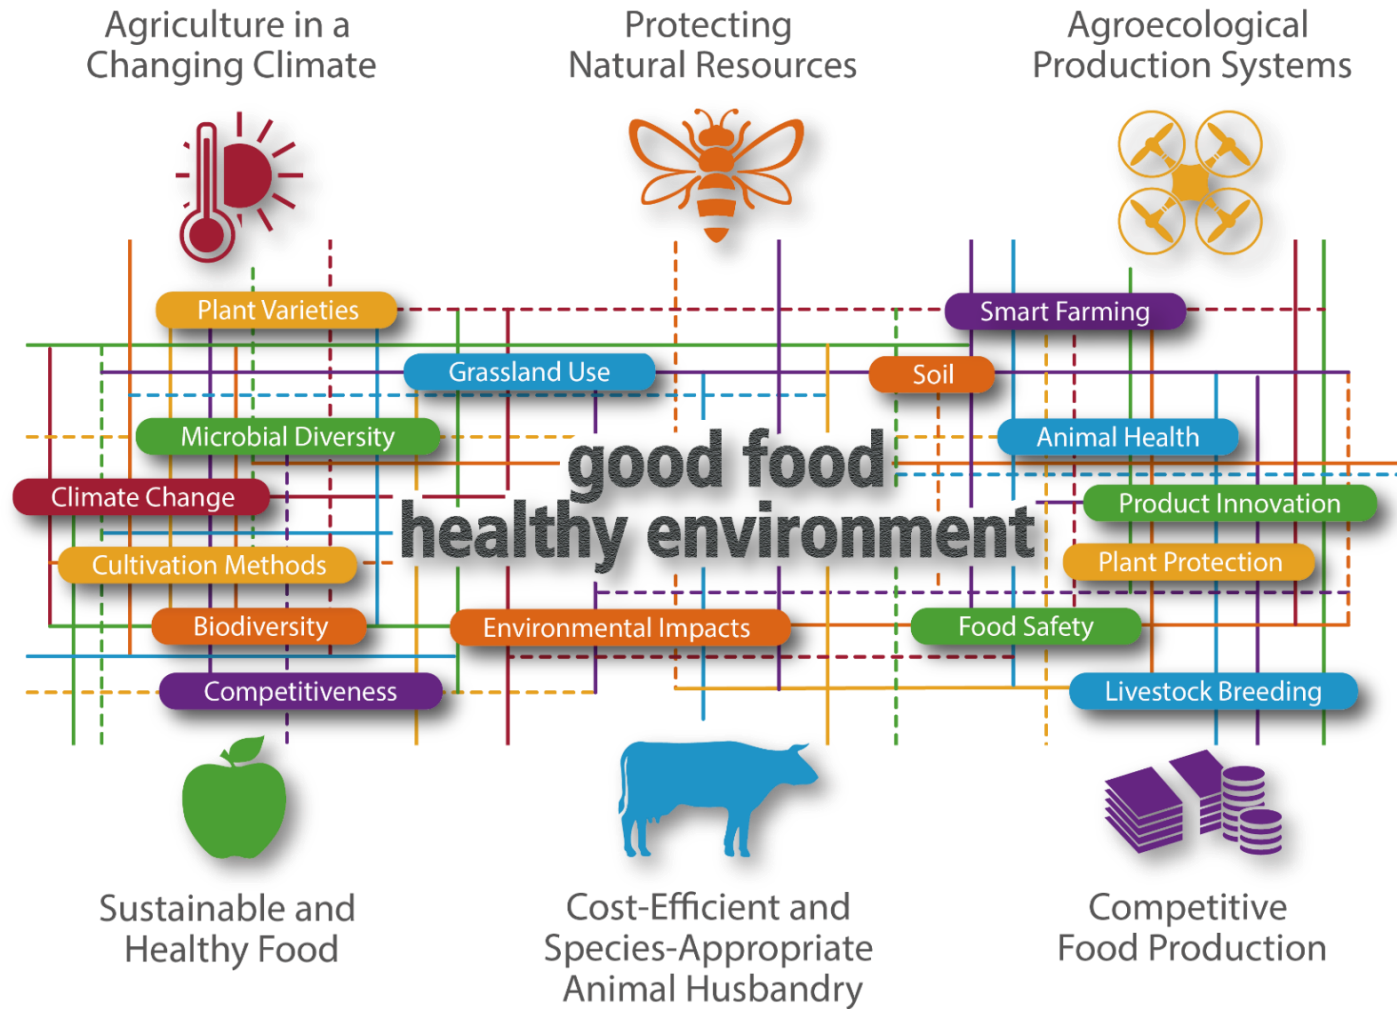 Agriculture in a
Changing Climate
Protecting
Natural Resources
Agroecological
Production Systems
Plant Varieties
Smart Farming
Grassland Use
Soil
Microbial Diversity
Animal Health
good food
healthy environment
Climate Change
Product Innovation
Cultivation Methods
Plant Protection
Biodiversity
Environmental Impacts
Food Safety
Competitiveness
Livestock Breeding
Sustainable and
Healthy Food
Cost-Efficient and
Species-Appropriate
Animal Husbandry
Competitive
Food Production